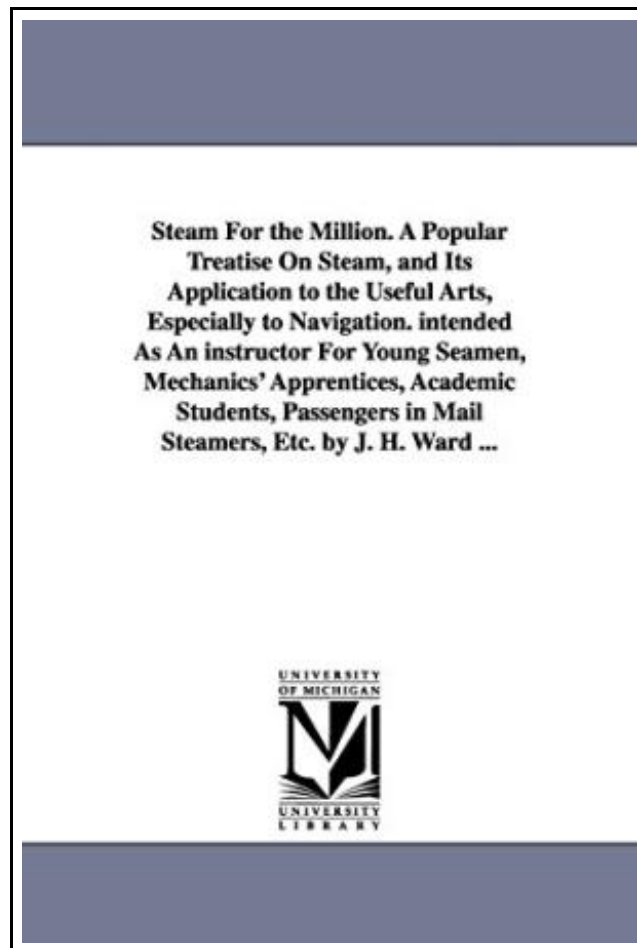 Steam For the Million. A Popular
Treatise On Steam, and Its
Application to the Useful Arts,
Especially to Navigation. intended
As An instructor For Young Seamen,
Mechanics' Apprentices, Academic
Students, Passengers in Mail
Steamers, Etc. by J. H. Ward ...
UNIVERSITY
OF MICHIGAN
UNIVERSITY
LIBRARY